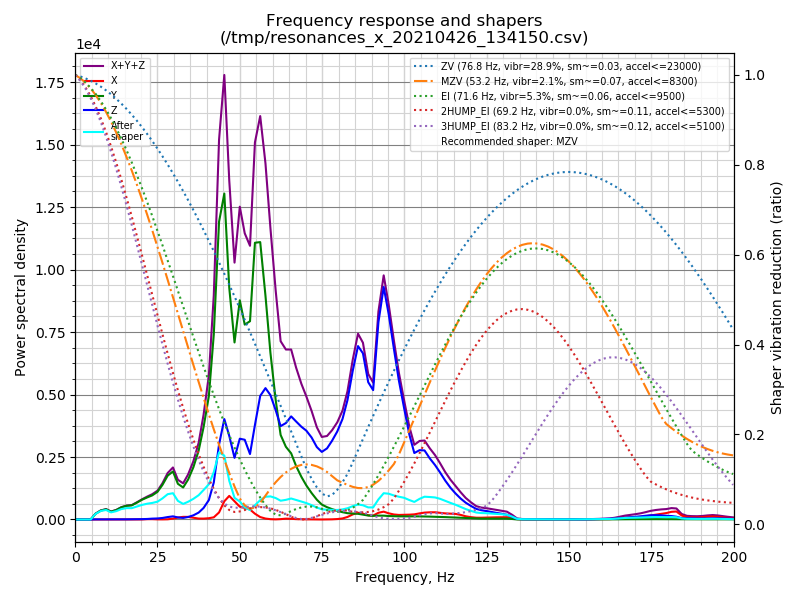 Frequency response and shapers
(/tmp/resonances_x_20210426_134150.csv)
1e4
X+Y+Z
X
Y
Z
After
shaper
ZV (76.8 Hz, vibr=28.9%, sm~=0.03, accel<=23000)
MZV (53.2 Hz, vibr=2.1%, sm~=0.07, accel<=8300)
EI (71.6 Hz, vibr=5.3%, sm~=0.06, accel<=9500)
2HUMP_EI (69.2 Hz, vibr=0.0%, sm~=0.11, accel<=5300)
3HUMP_EI (83.2 Hz, vibr=0.0%, sm~=0.12, accel<=5100)
Recommended shaper: MZV
1.75
1.50
1.25
1.00
0.75
0.50
0.25
0.00
Power spectral density
1.0
0.8
0.6
0.4
0.2
0.0
Shaper vibration reduction (ratio)
0 25 50 75 100 125 150 175 200
Frequency, Hz